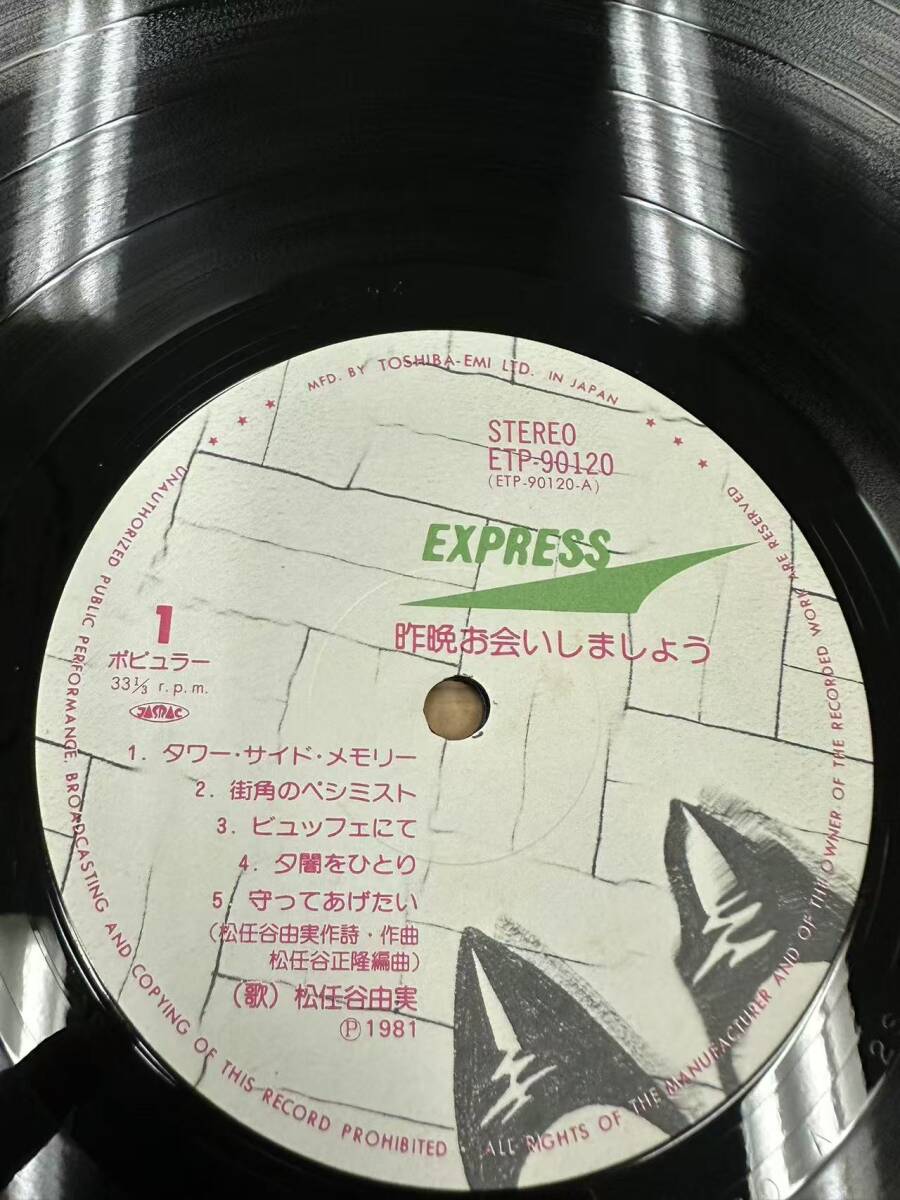 MFD. BY TOSHIBA-EMI LTD. IN JAPAN
★ ★ ★
★ ★ ★
STEREO
ETP-90120
(ETP-90120-A)
EXPRESS
昨晩お会いしましょう
1
ポピュラー
33⅓ r.p.m.
JASRAC
1. タワー・サイド・メモリー
2. 街角のペシミスト
3. ビュッフェにて
4. 夕闇をひとり
5. 守ってあげたい
(松任谷由実作詩・作曲
松任谷正隆編曲)
(歌) 松任谷由実
Ⓟ1981
UNAUTHORIZED PUBLIC PERFORMANCE, BROADCASTING AND COPYING OF THIS RECORD PROHIBITED • ALL RIGHTS OF THE MANUFACTURER AND OF THE OWNER OF THE RECORDED WORK ARE RESERVED